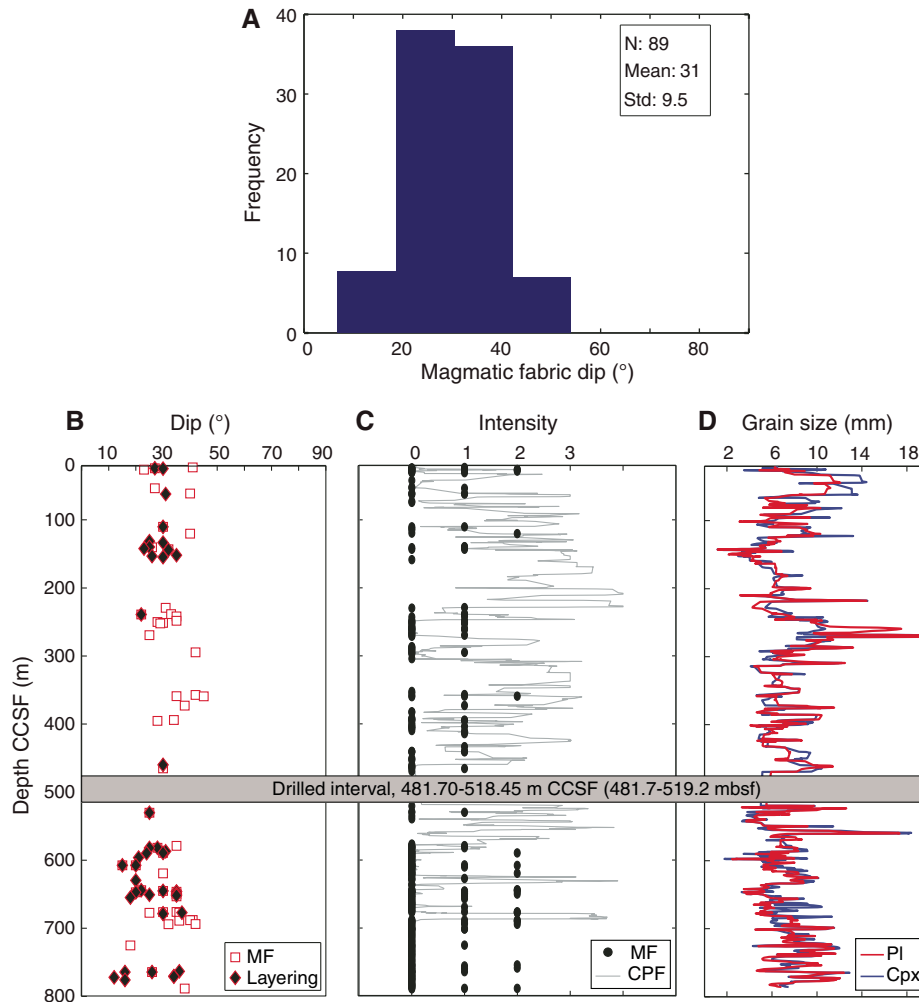 A
40
30
20
10
0
Frequency
N: 89
Mean: 31
Std: 9.5
0 20 40 60 80
Magmatic fabric dip (°)
B
Dip (°)
10 30 50 70 90
0
100
200
300
400
500
600
700
800
Depth CCSF (m)
MF
Layering
C
Intensity
0 1 2 3
MF
CPF
D
Grain size (mm)
2 6 10 14 18
Pl
Cpx
Drilled interval, 481.70-518.45 m CCSF (481.7-519.2 mbsf)